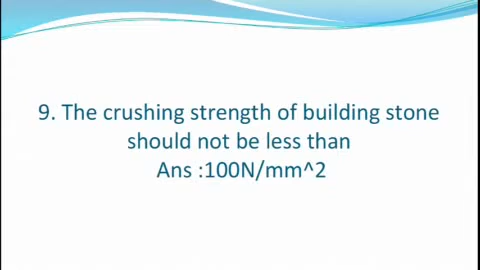 9. The crushing strength of building stone
should not be less than
Ans :100N/mm^2